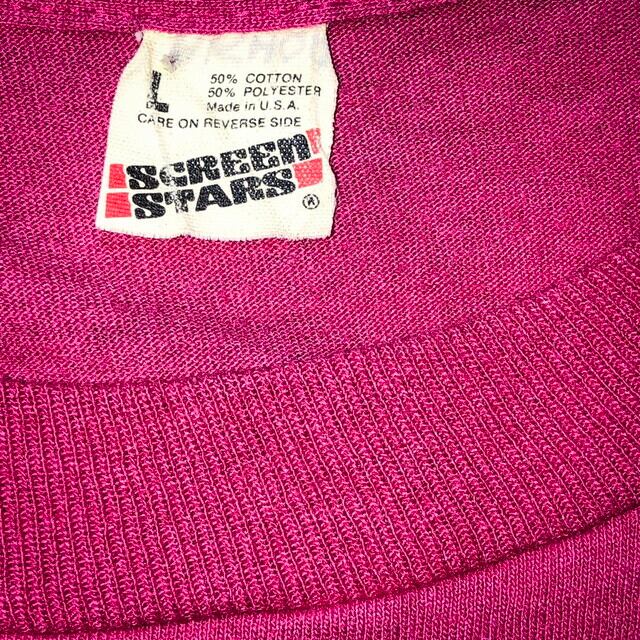 L
50% COTTON
50% POLYESTER
Made in U.S.A.
CARE ON REVERSE SIDE
SCREEN
STARS
®